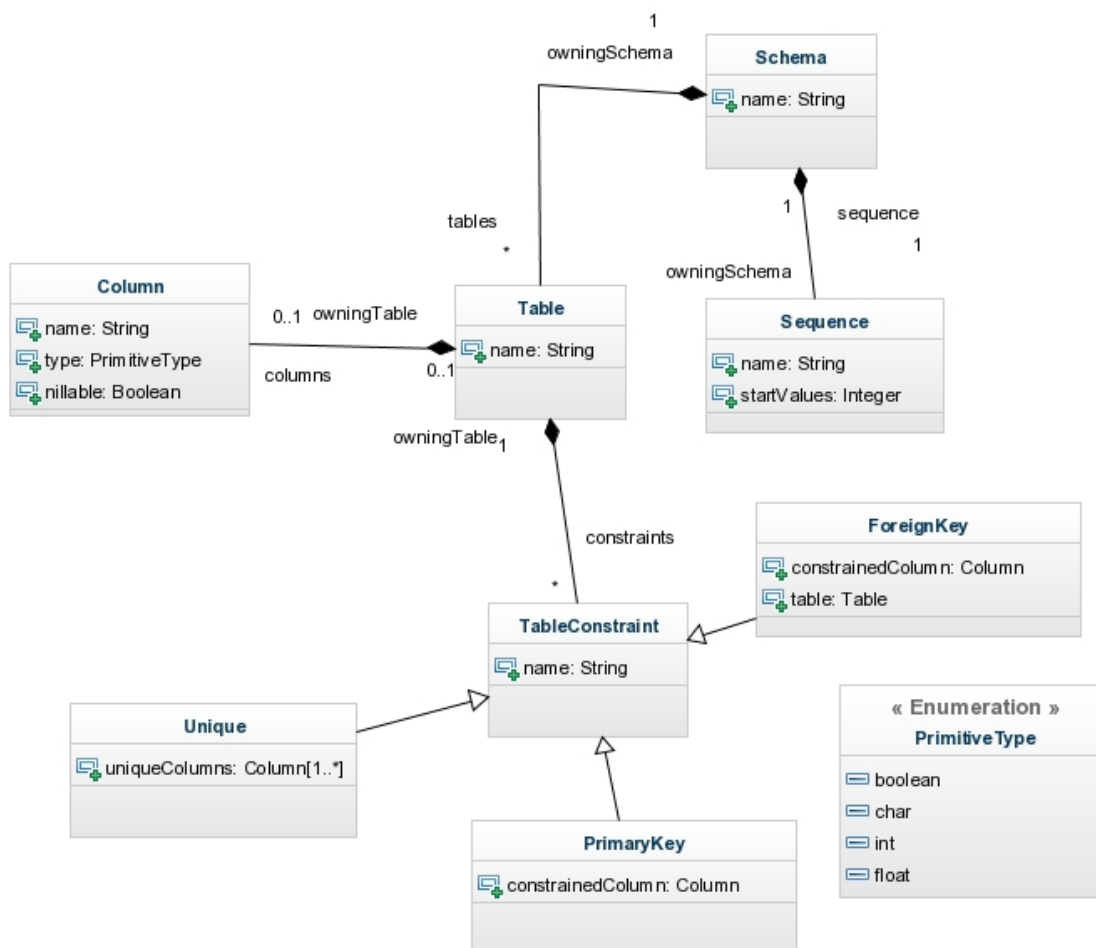 1
owningSchema
Schema
name: String
tables
*
1
sequence
1
owningSchema
Column
name: String
type: PrimitiveType
nillable: Boolean
0..1
owningTable
columns
0..1
Table
name: String
Sequence
name: String
startValues: Integer
owningTable
1
constraints
*
ForeignKey
constrainedColumn: Column
table: Table
TableConstraint
name: String
Unique
uniqueColumns: Column[1..*]
« Enumeration »
PrimitiveType
boolean
char
int
float
PrimaryKey
constrainedColumn: Column